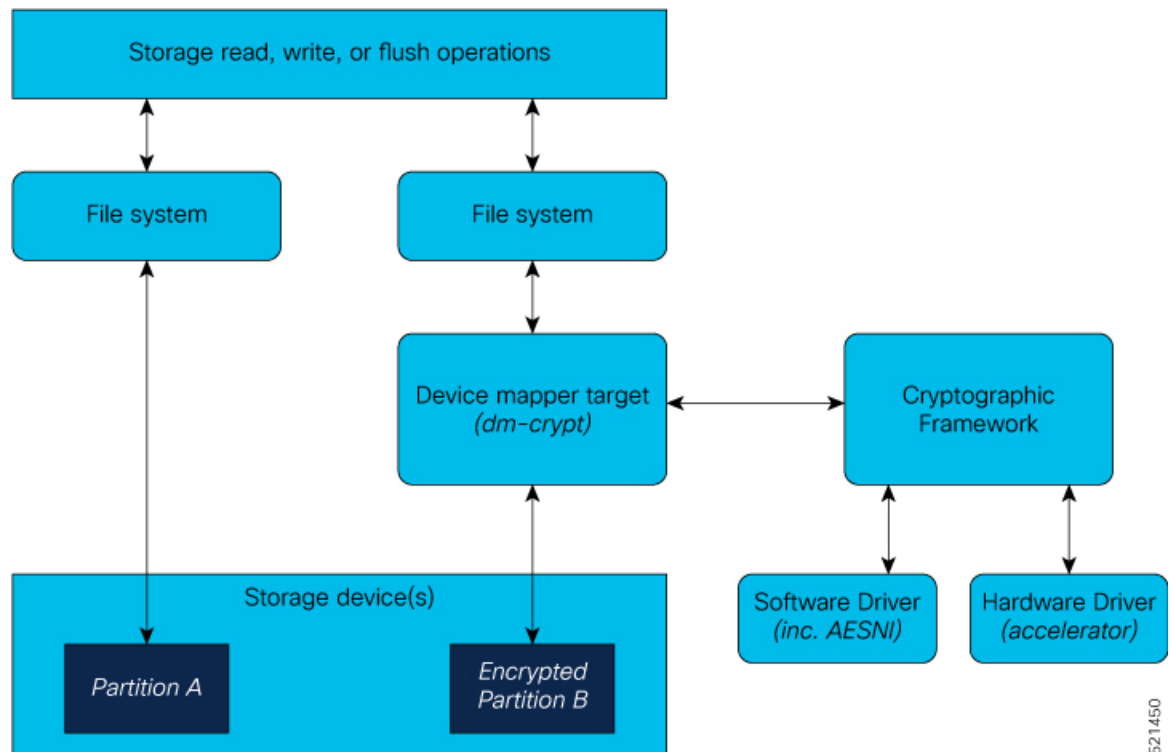 Storage read, write, or flush operations
File system
File system
Device mapper target
(dm-crypt)
Cryptographic
Framework
Storage device(s)
Software Driver
(inc. AESNI)
Hardware Driver
(accelerator)
Partition A
Encrypted
Partition B
521450